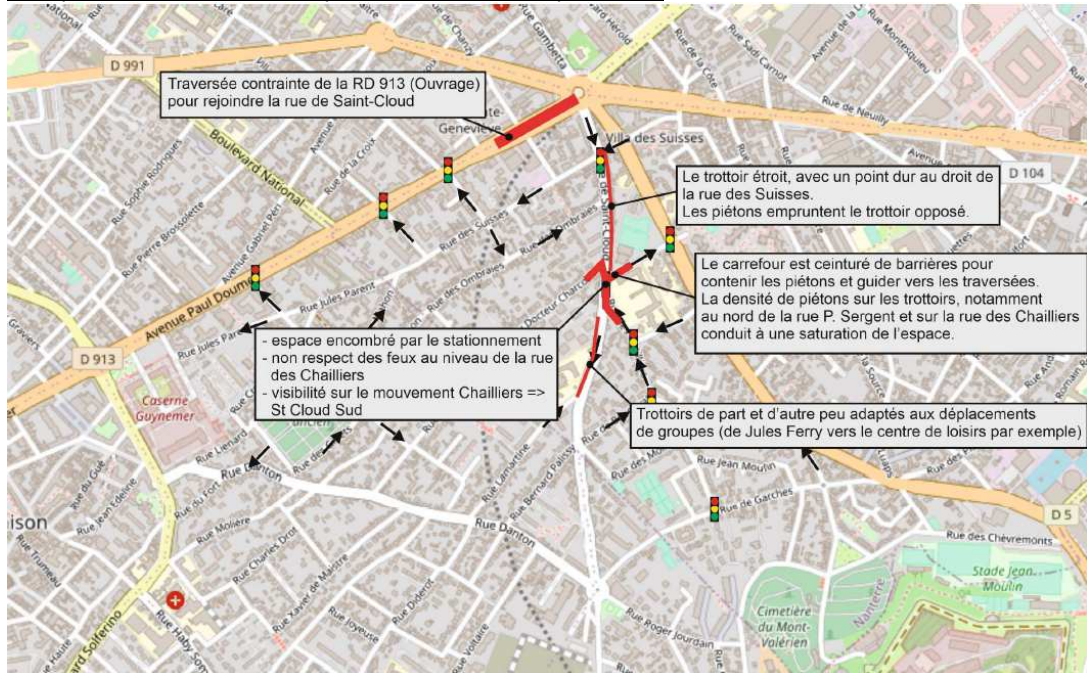 D 991
Rue de Chanzy
Rue Gambetta
Rue Sadi Carnot
Avenue de la Côte
Montesquieu
Rue de Neuilly
Traversée contrainte de la RD 913 (Ouvrage)
pour rejoindre la rue de Saint-Cloud
Geneviève
Villa des Suisses
D 104
Boulevard National
Rue de la Croix
Rue Sophie Rodrigues
Rue Pierre Brossolette
Avenue Gabriel Péri
Rue des Suisses
Rue de Saint-Cloud
Le trottoir étroit, avec un point dur au droit de
la rue des Suisses.
Les piétons empruntent le trottoir opposé.
Rue des Ombraies
Rue Jules Parent
Avenue Paul Doumer
Le carrefour est ceinturé de barrières pour
contenir les piétons et guider vers les traversées.
La densité de piétons sur les trottoirs, notamment
au nord de la rue P. Sergent et sur la rue des Chailliers
conduit à une saturation de l'espace.
- espace encombré par le stationnement
- non respect des feux au niveau de la rue
des Chailliers
- visibilité sur le mouvement Chailliers =>
St Cloud Sud
D 913
Caserne
Guynemer
Trottoirs de part et d'autre peu adaptés aux déplacements
de groupes (de Jules Ferry vers le centre de loisirs par exemple)
Rue Lienard
Rue du Gué
Rue Jean Edeline
Rue du Fort
Rue Danton
Rue Lamartine
Rue Bernard Palissy
Rue Jean Moulin
Rue de Garches
D 5
Rue Molière
Rue Charles Drot
Rue Danton
Rue des Chèvremonts
Rue Trumeau
Rue Xavier de Maistre
Rue Diderot
Rue Joyeuse
Rue Voltaire
Rue Haby Som
Rue Roger Jourdain
Cimetière
du Mont-
Valérien
Nanterre
Stade Jean
Moulin